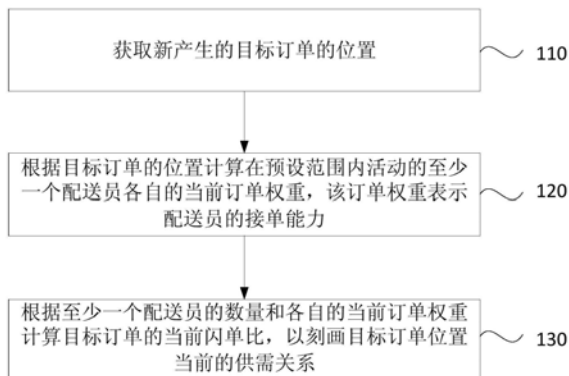 获取新产生的目标订单的位置
110
根据目标订单的位置计算在预设范围内活动的至少
一个配送员各自的当前订单权重，该订单权重表示
配送员的接单能力
120
根据至少一个配送员的数量和各自的当前订单权重
计算目标订单的当前闪单比，以刻画目标订单位置
当前的供需关系
130